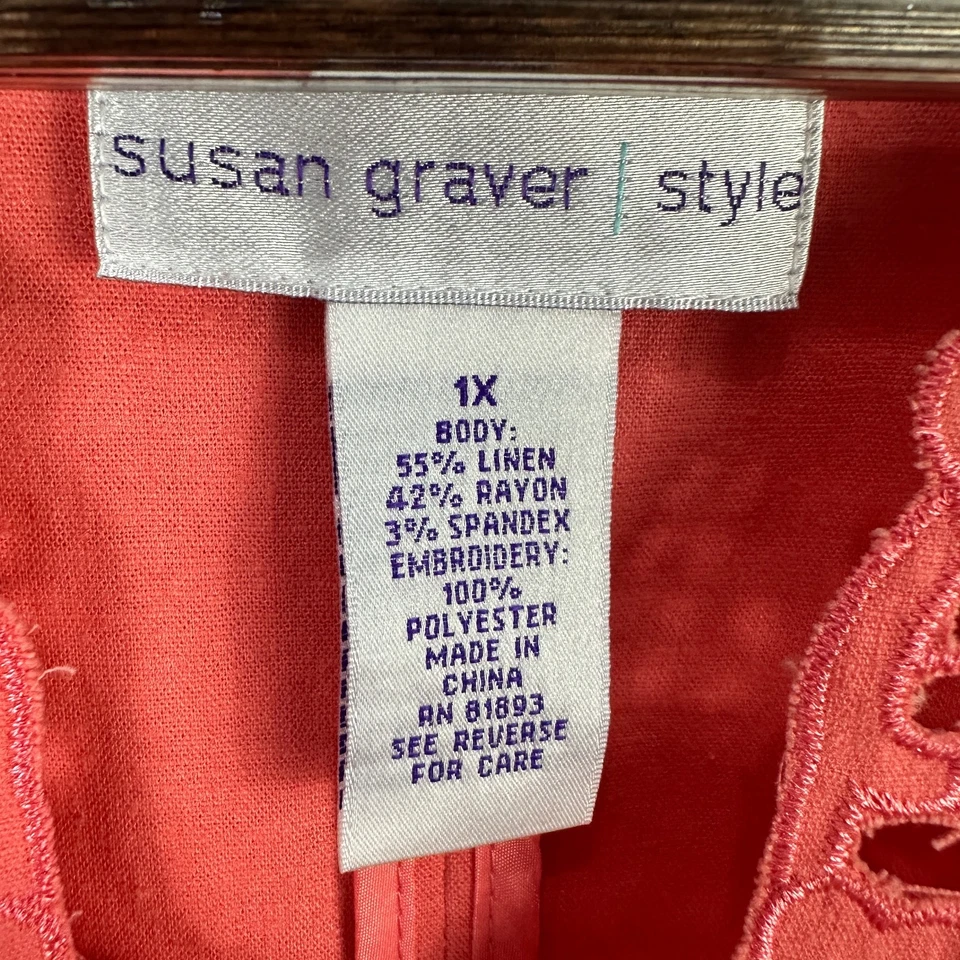 susan graver | style
1X
BODY:
55% LINEN
42% RAYON
3% SPANDEX
EMBROIDERY:
100%
POLYESTER
MADE IN
CHINA
RN 81893
SEE REVERSE
FOR CARE